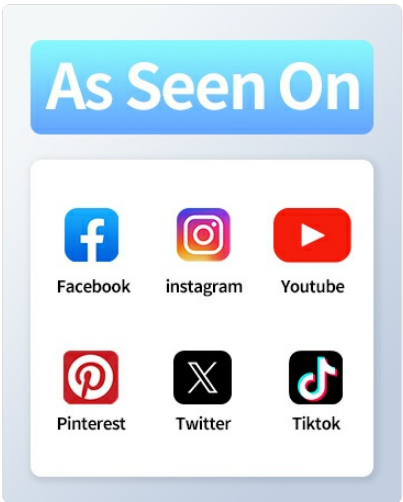 As Seen On
Facebook instagram Youtube
Pinterest Twitter Tiktok